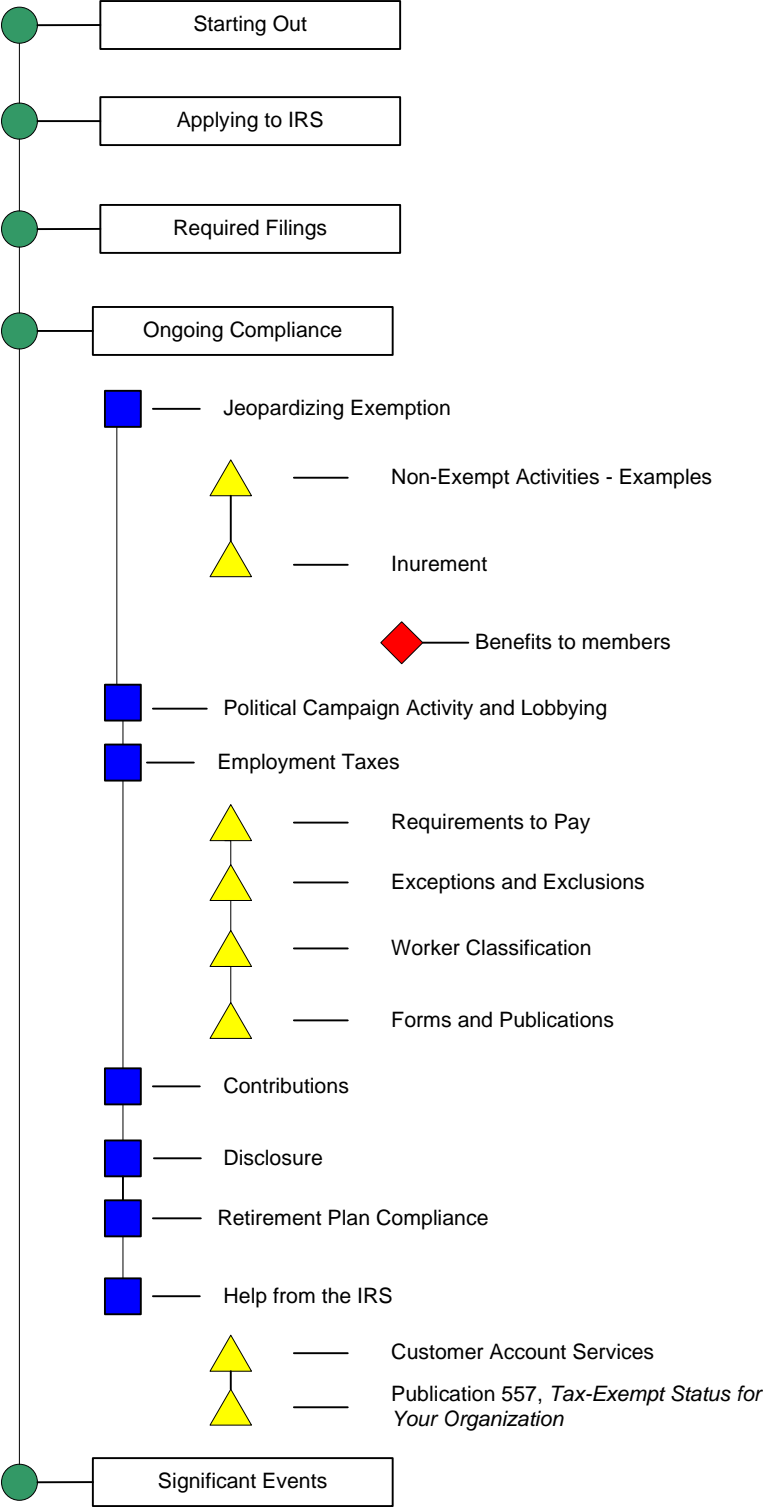 Starting Out
Applying to IRS
Required Filings
Ongoing Compliance
Jeopardizing Exemption
Non-Exempt Activities - Examples
Inurement
Benefits to members
Political Campaign Activity and Lobbying
Employment Taxes
Requirements to Pay
Exceptions and Exclusions
Worker Classification
Forms and Publications
Contributions
Disclosure
Retirement Plan Compliance
Help from the IRS
Customer Account Services
Publication 557, Tax-Exempt Status for
Your Organization
Significant Events